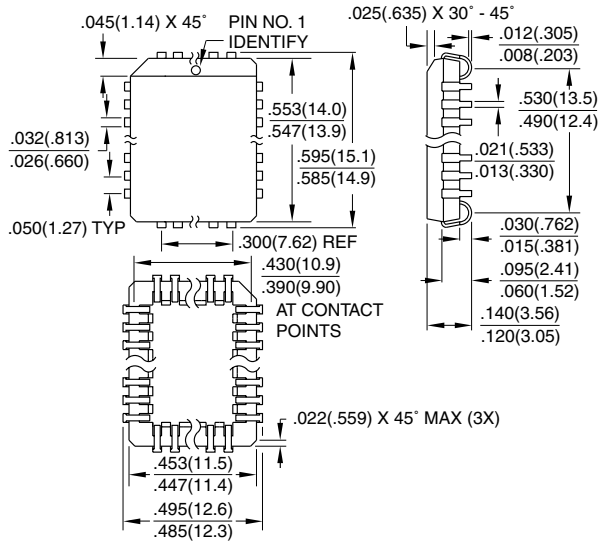 .045(1.14) X 45˚
PIN NO. 1
IDENTIFY
.025(.635) X 30˚ - 45˚
.012(.305)
.008(.203)
.553(14.0)
.547(13.9)
.530(13.5)
.490(12.4)
.032(.813)
.026(.660)
.595(15.1)
.585(14.9)
.021(.533)
.013(.330)
.050(1.27) TYP
.300(7.62) REF
.030(.762)
.015(.381)
.430(10.9)
.390(9.90)
AT CONTACT
POINTS
.095(2.41)
.060(1.52)
.140(3.56)
.120(3.05)
.022(.559) X 45˚ MAX (3X)
.453(11.5)
.447(11.4)
.495(12.6)
.485(12.3)